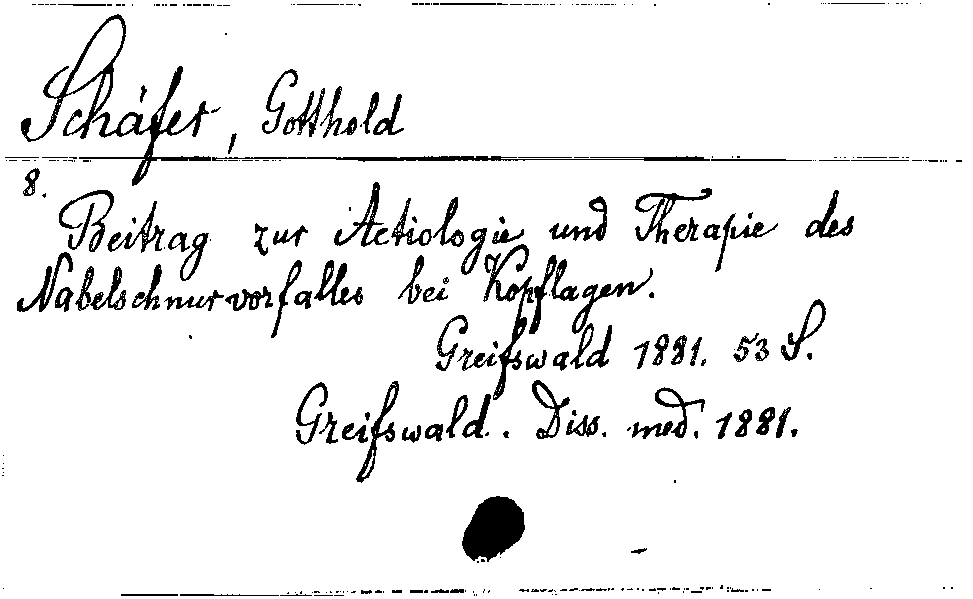 Schäfer, Gotthold
8.
Beitrag zur Aetiologie und Therapie des
Nabelschnurvorfalles bei Kopflagen.
Greifswald 1881. 53 S.
Greifswald. Diss. med. 1881.